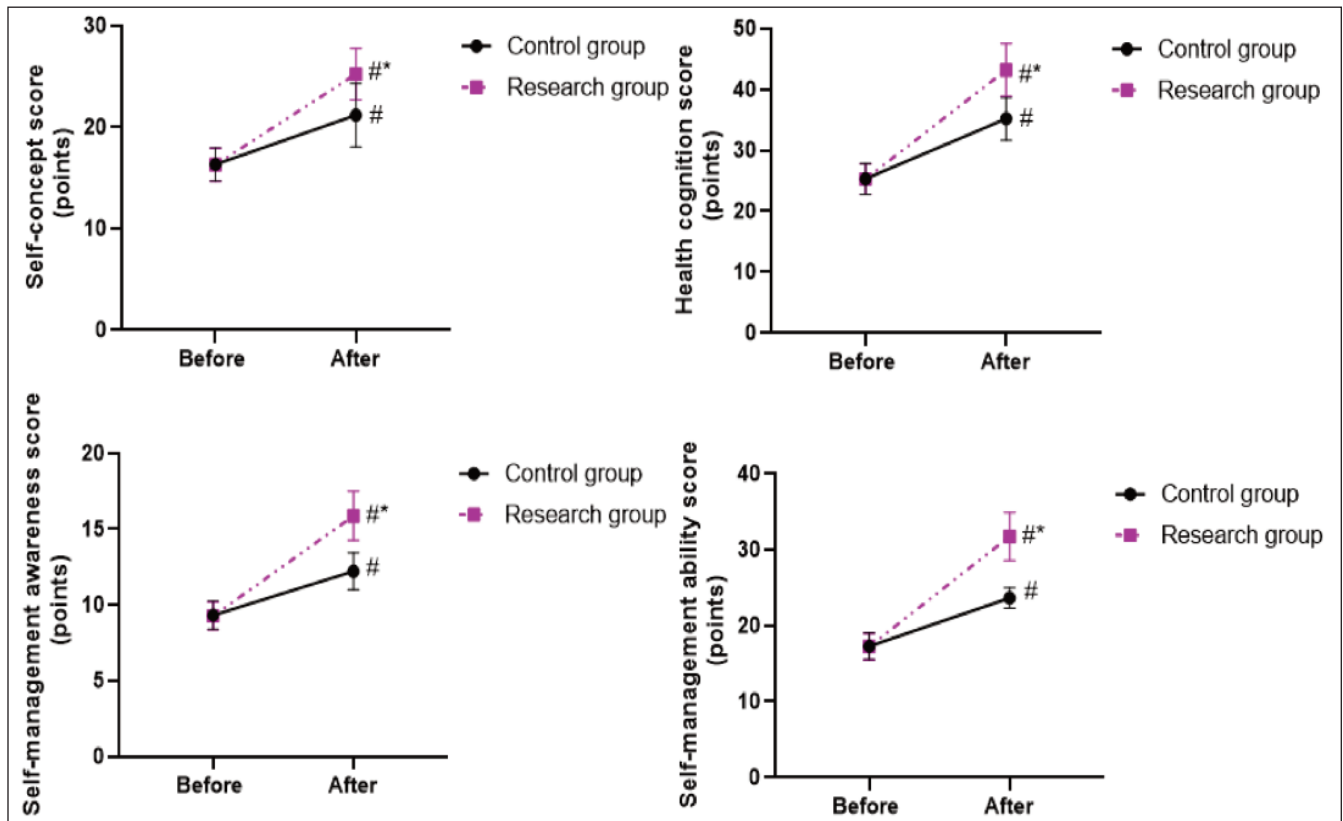 Self-concept score
(points)
30
20
10
0
Before
After
#*
#
Control group
Research group
Health cognition score
(points)
50
40
30
20
10
0
Before
After
#*
#
Control group
Research group
Self-management awareness score
(points)
20
15
10
5
0
Before
After
#*
#
Control group
Research group
Self-management ability score
(points)
40
30
20
10
0
Before
After
#*
#
Control group
Research group